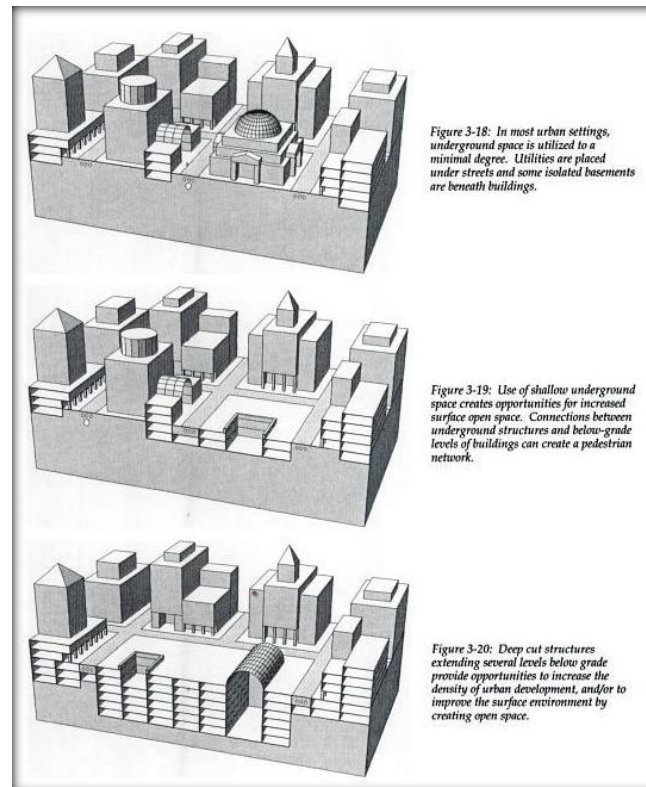 Figure 3-18: In most urban settings,
underground space is utilized to a
minimal degree. Utilities are placed
under streets and some isolated basements
are beneath buildings.
Figure 3-19: Use of shallow underground
space creates opportunities for increased
surface open space. Connections between
underground structures and below-grade
levels of buildings can create a pedestrian
network.
Figure 3-20: Deep cut structures
extending several levels below grade
provide opportunities to increase the
density of urban development, and/or to
improve the surface environment by
creating open space.